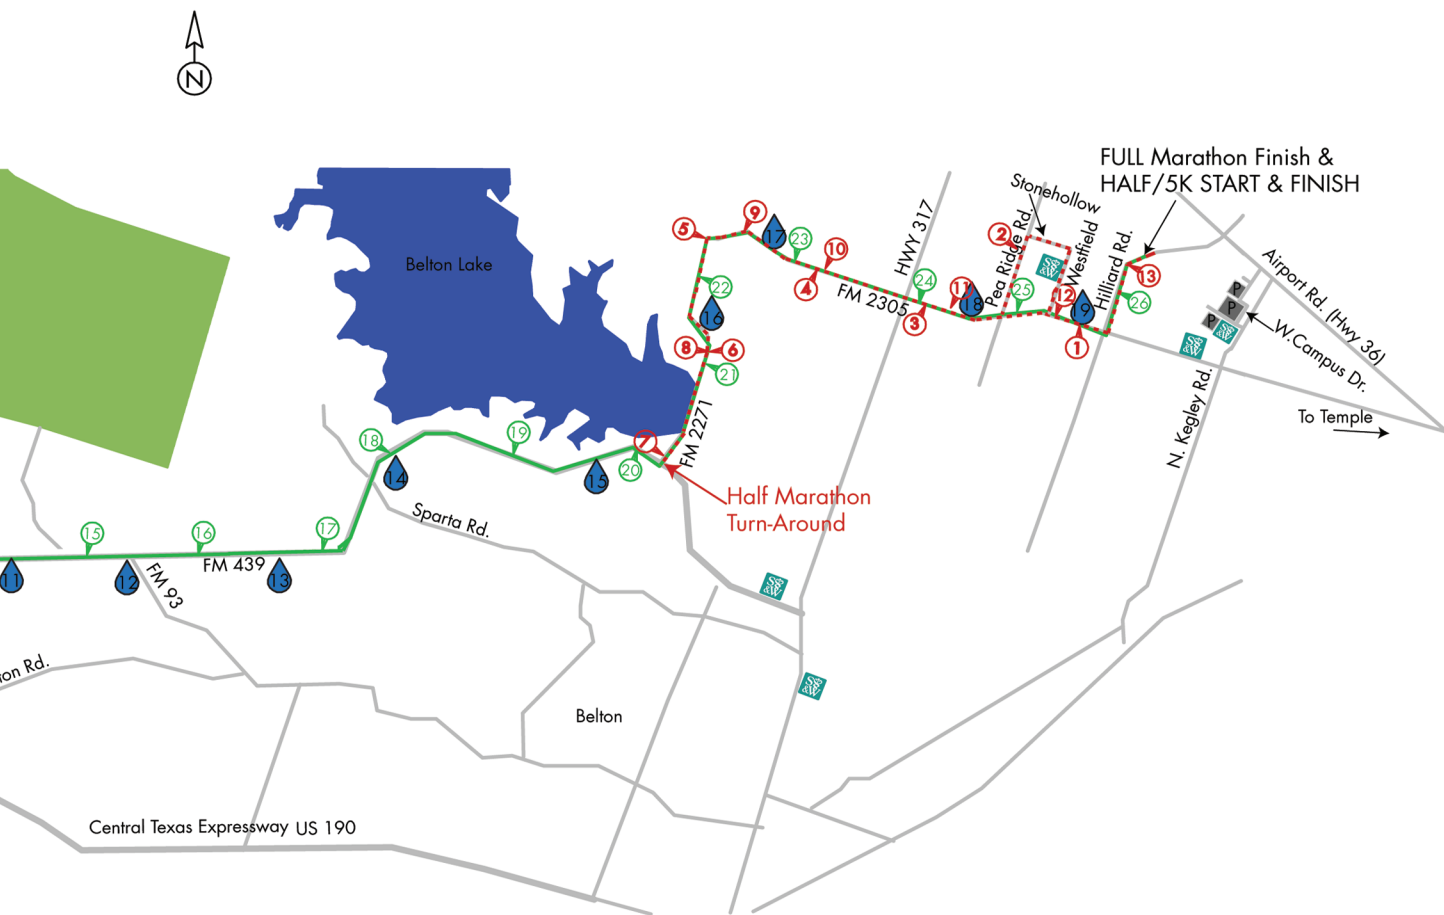 N
FULL Marathon Finish &
HALF/5K START & FINISH
Stonehollow
HWY 317
Pea Ridge Rd.
Westfield
Hilliard Rd.
Airport Rd. (Hwy 36)
W.Campus Dr.
N. Kegley Rd.
To Temple
P
P
P
Belton Lake
5
9
17
23
10
4
FM 2305
24
3
11
18
2
25
12
19
1
13
26
22
16
8
6
21
FM 2271
7
20
15
19
18
14
Half Marathon
Turn-Around
Sparta Rd.
15
16
17
FM 439
11
12
13
FM 93
ton Rd.
Belton
Central Texas Expressway US 190
S&W
S&W
S&W
S&W
S&W